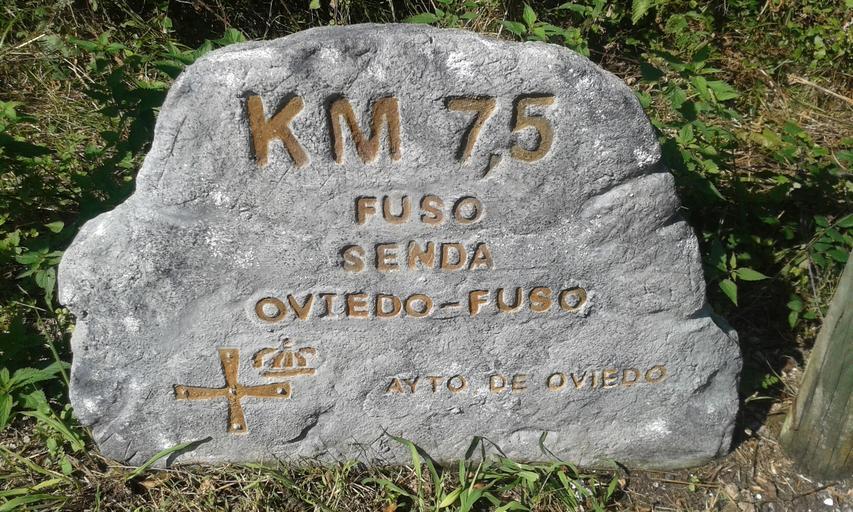 KM 7,5
FUSO
SENDA
OVIEDO-FUSO
AYTO DE OVIEDO